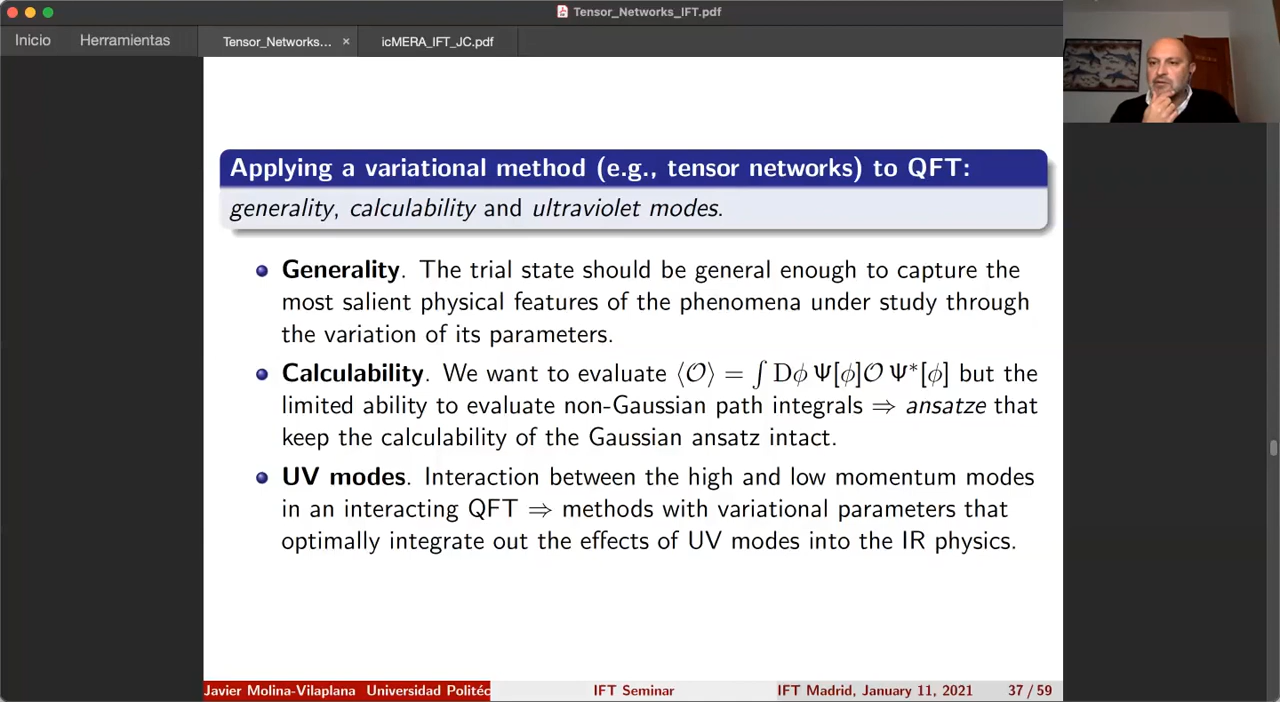 Tensor_Networks_IFT.pdf
Inicio Herramientas Tensor_Networks... × icMERA_IFT_JC.pdf
Applying a variational method (e.g., tensor networks) to QFT:
generality, calculability and ultraviolet modes.
Generality. The trial state should be general enough to capture the
most salient physical features of the phenomena under study through
the variation of its parameters.
Calculability. We want to evaluate ⟨𝒪⟩ = ∫ Dϕ Ψ[ϕ]𝒪 Ψ*[ϕ] but the
limited ability to evaluate non-Gaussian path integrals ⇒ ansatze that
keep the calculability of the Gaussian ansatz intact.
UV modes. Interaction between the high and low momentum modes
in an interacting QFT ⇒ methods with variational parameters that
optimally integrate out the effects of UV modes into the IR physics.
Javier Molina-Vilaplana Universidad Politéc IFT Seminar IFT Madrid, January 11, 2021 37 / 59